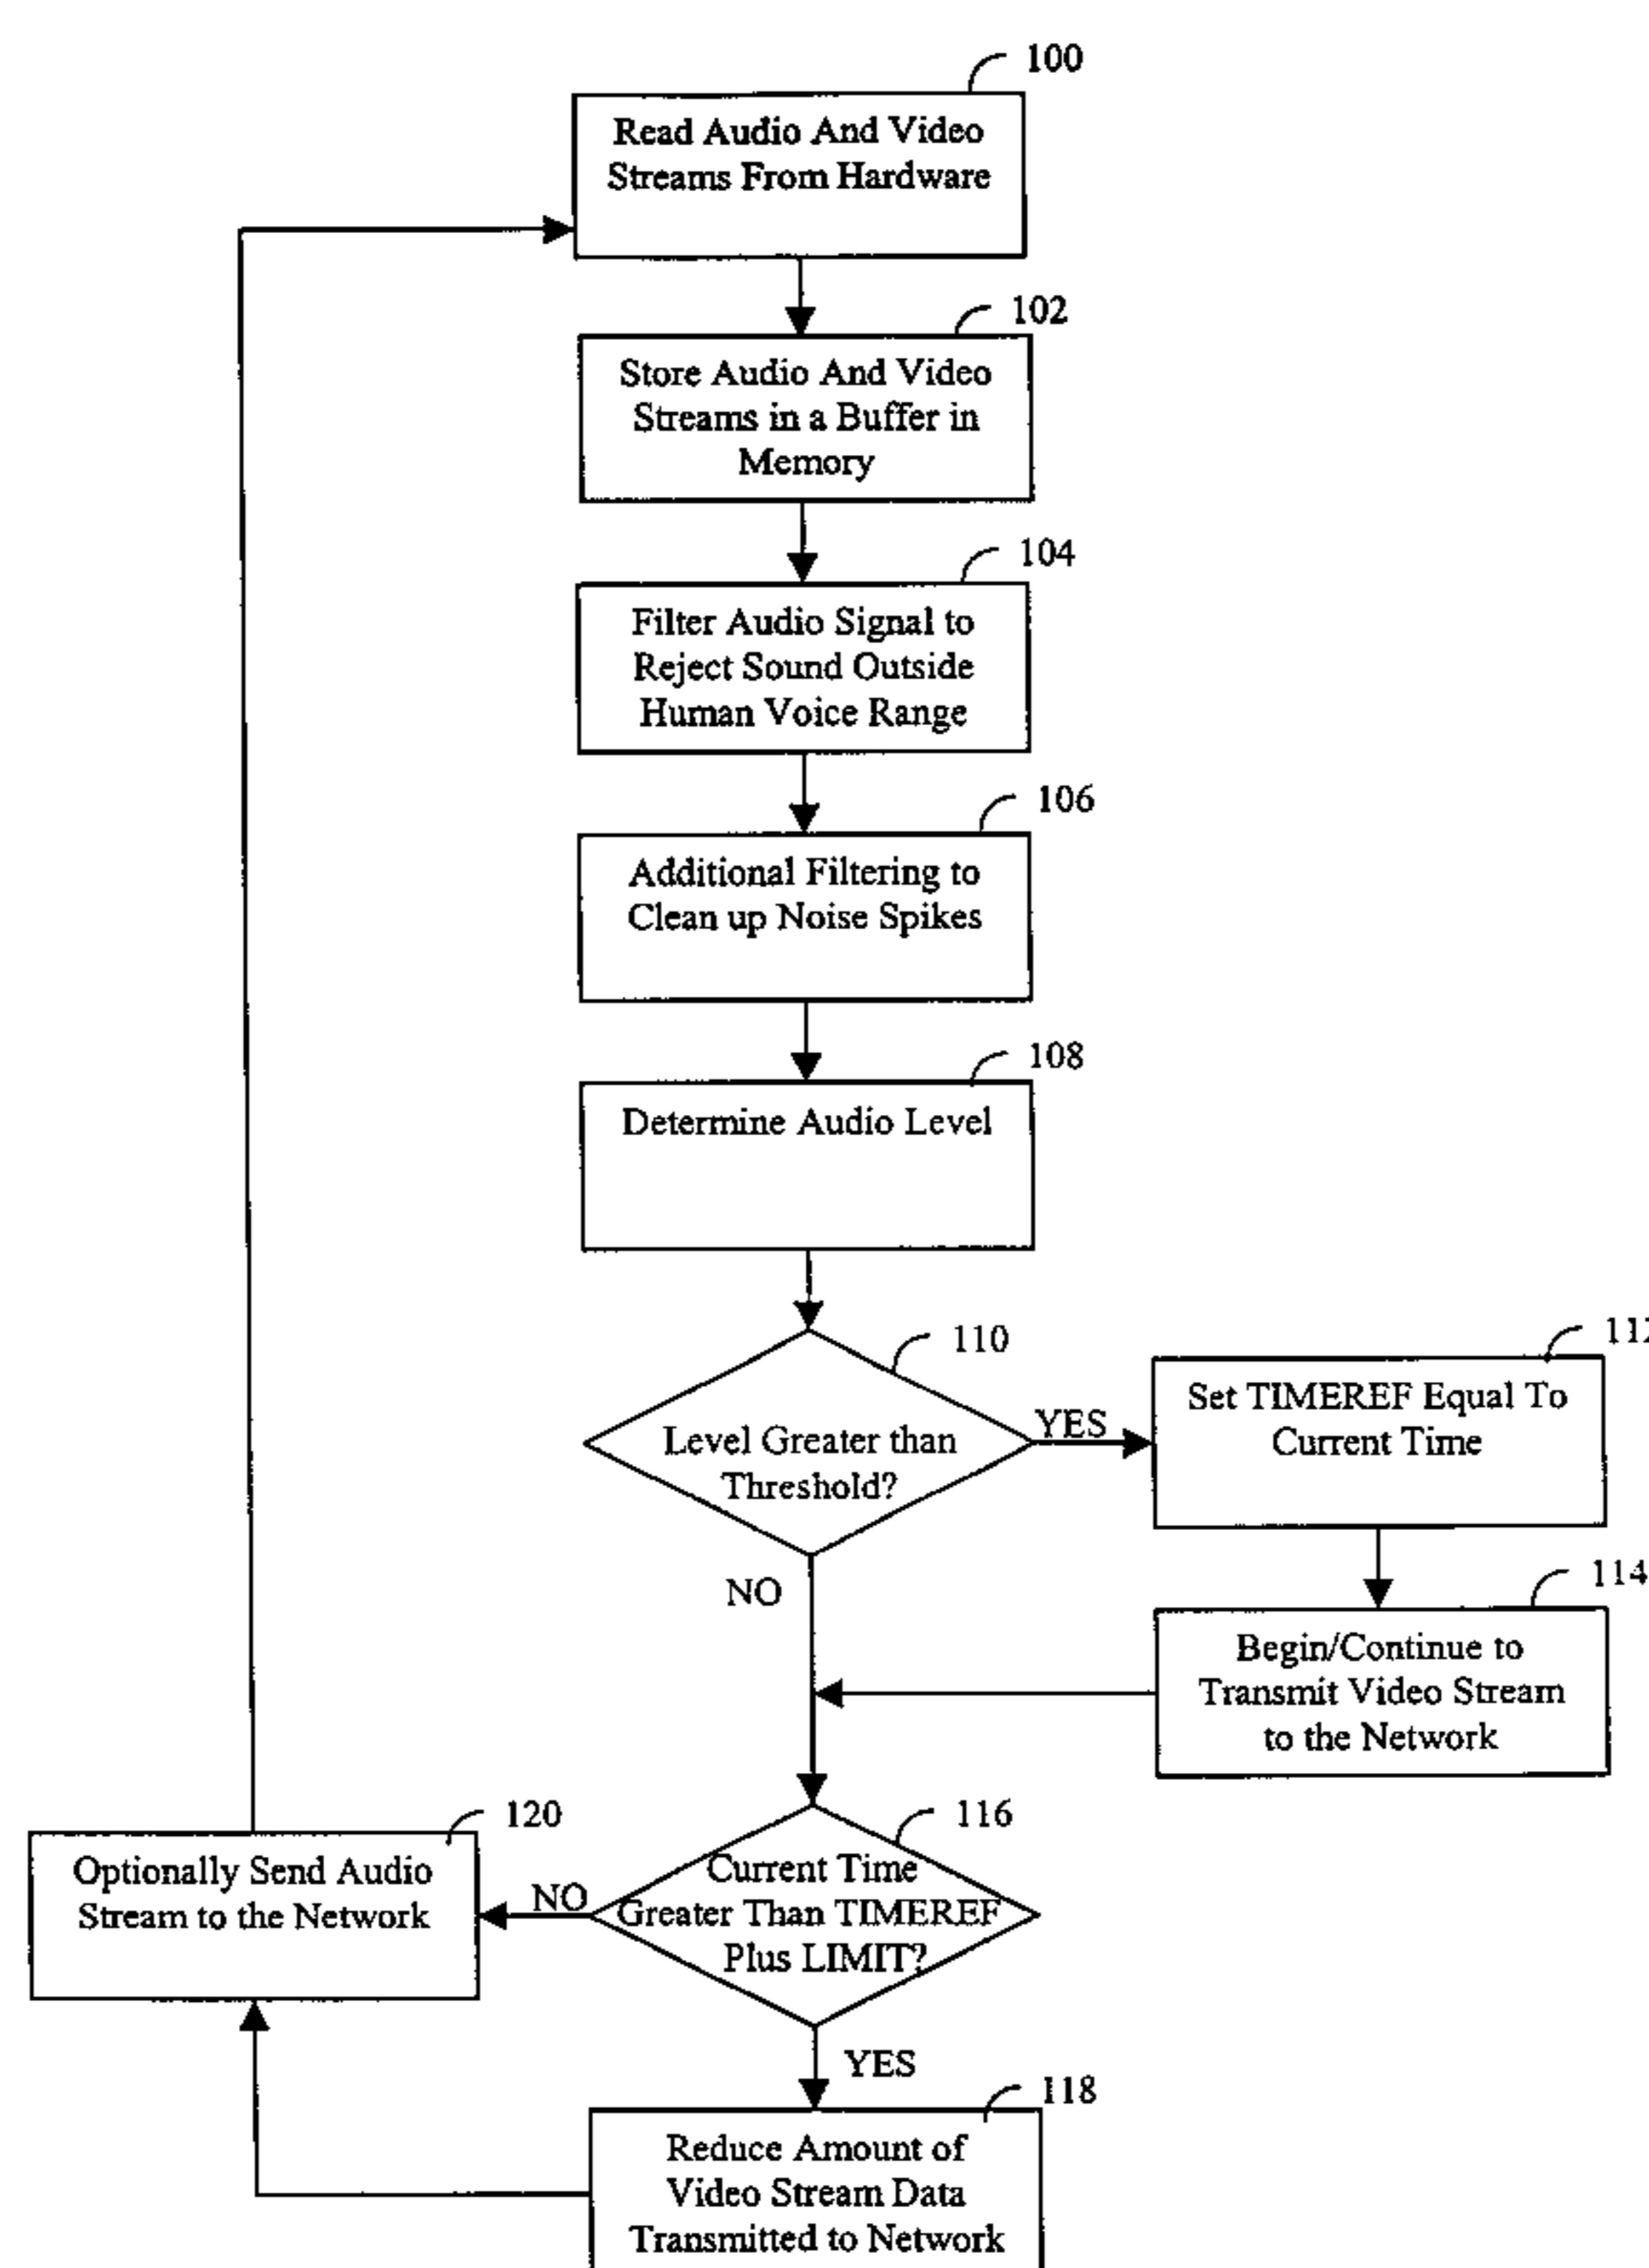 100
Read Audio And Video
Streams From Hardware
102
Store Audio And Video
Streams in a Buffer in
Memory
104
Filter Audio Signal to
Reject Sound Outside
Human Voice Range
106
Additional Filtering to
Clean up Noise Spikes
108
Determine Audio Level
110
Level Greater than
Threshold?
YES
112
Set TIMEREF Equal To
Current Time
NO
114
Begin/Continue to
Transmit Video Stream
to the Network
116
Current Time
Greater Than TIMEREF
Plus LIMIT?
NO
120
Optionally Send Audio
Stream to the Network
YES
118
Reduce Amount of
Video Stream Data
Transmitted to Network